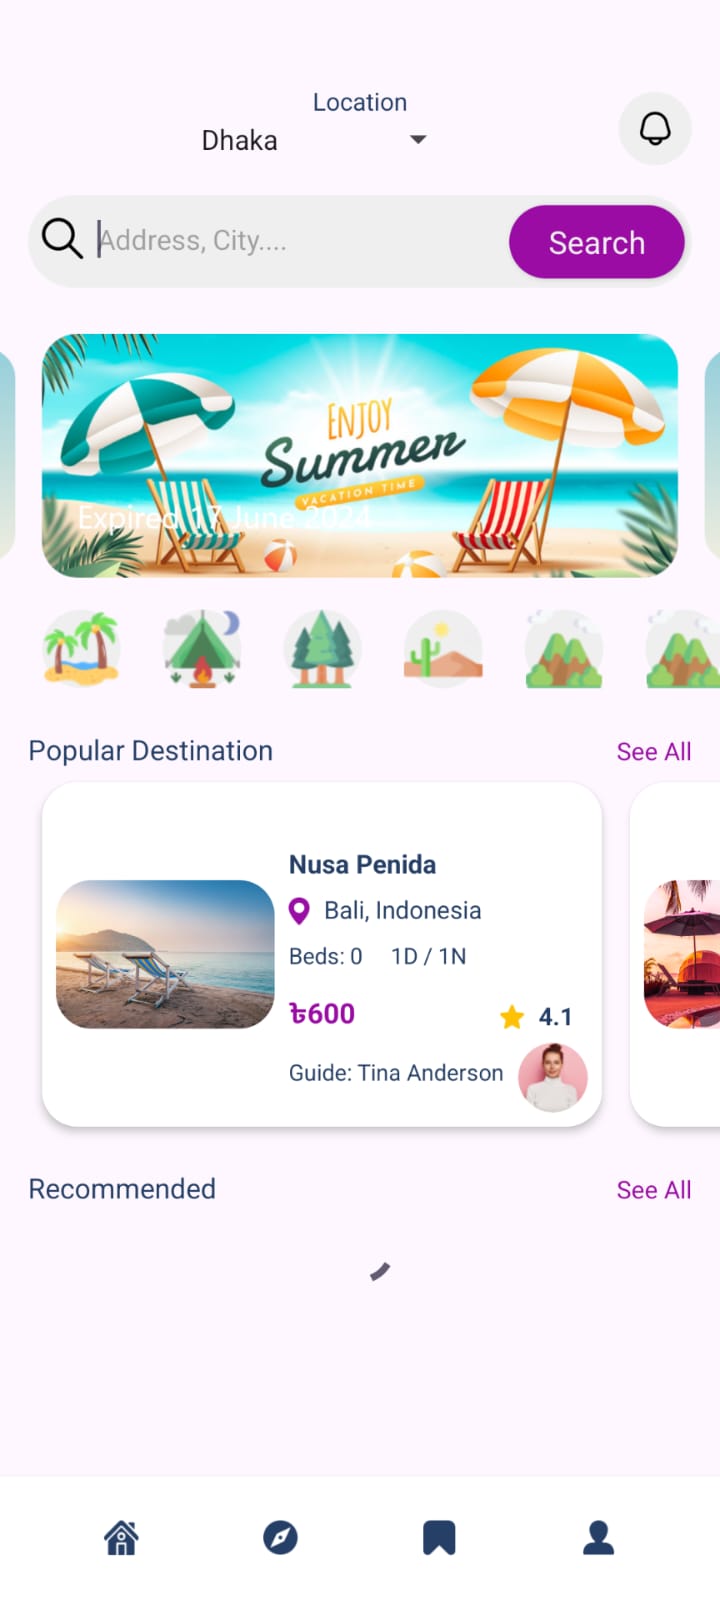 Location
Dhaka
Address, City....
Search
ENJOY
Summer
VACATION TIME
Expired 17 June 2024
Popular Destination
See All
Nusa Penida
Bali, Indonesia
Beds: 0 1D / 1N
৳600
4.1
Guide: Tina Anderson
Recommended
See All